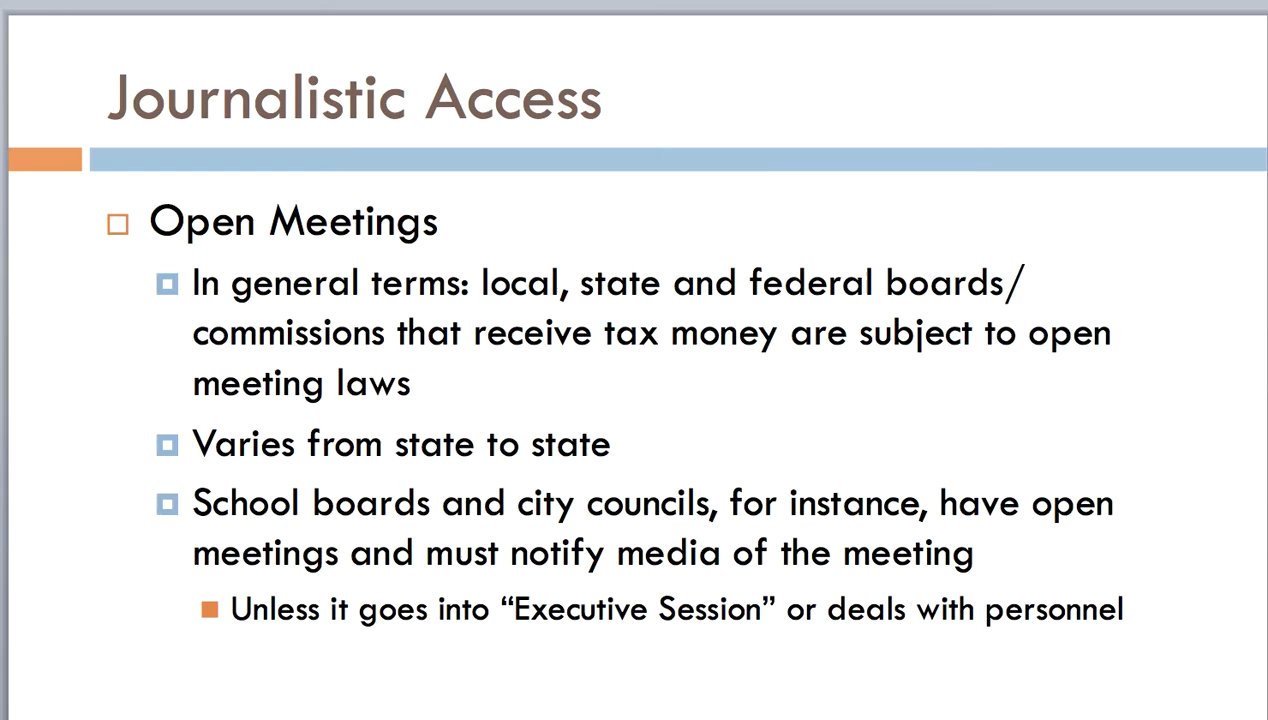 Journalistic Access
Open Meetings
In general terms: local, state and federal boards/
commissions that receive tax money are subject to open
meeting laws
Varies from state to state
School boards and city councils, for instance, have open
meetings and must notify media of the meeting
Unless it goes into “Executive Session” or deals with personnel